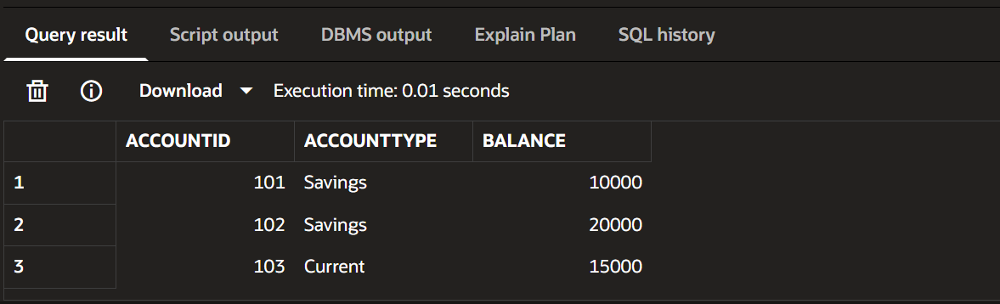 Query result Script output DBMS output Explain Plan SQL history
Download Execution time: 0.01 seconds
ACCOUNTID ACCOUNTTYPE BALANCE
1 101 Savings 10000
2 102 Savings 20000
3 103 Current 15000